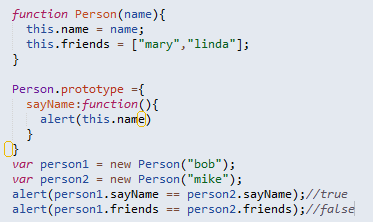 function Person(name){
this.name = name;
this.friends = ["mary","linda"];
}
Person.prototype ={
sayName:function(){
alert(this.name)
}
}
var person1 = new Person("bob");
var person2 = new Person("mike");
alert(person1.sayName == person2.sayName);//true
alert(person1.friends == person2.friends);//false